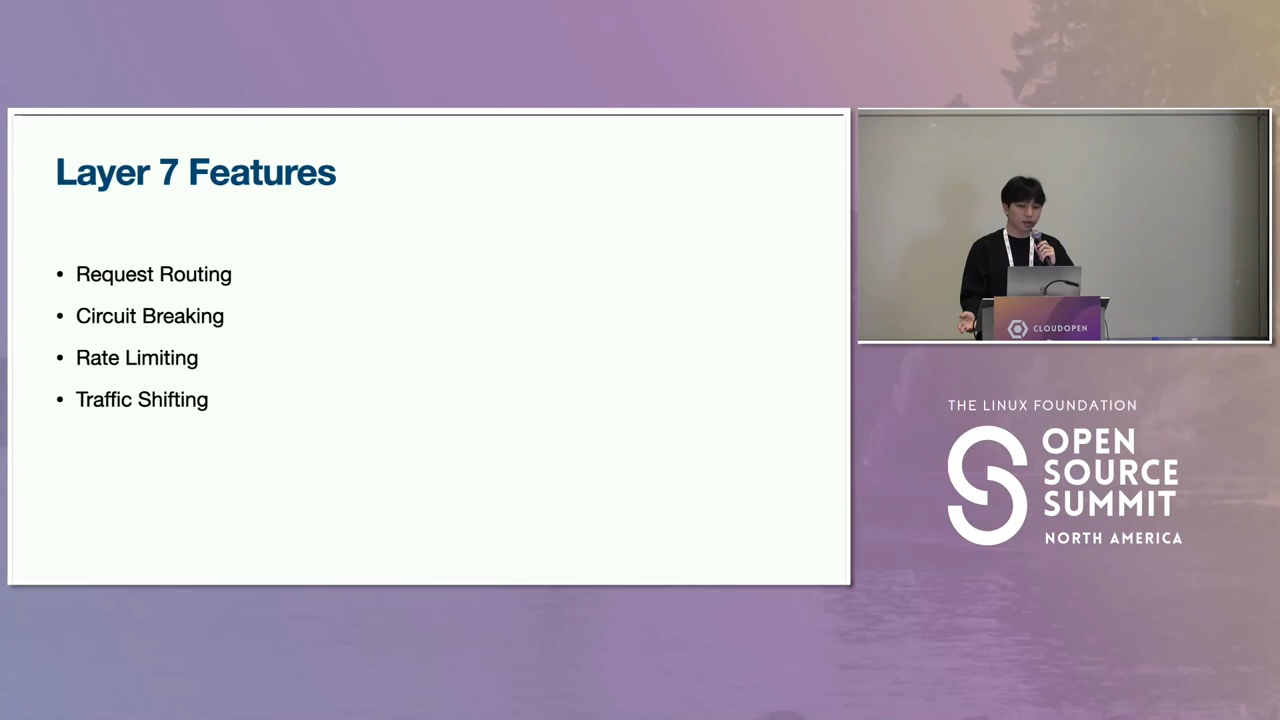 Layer 7 Features
• Request Routing
• Circuit Breaking
• Rate Limiting
• Traffic Shifting
CLOUDOPEN
THE LINUX FOUNDATION
OPEN
SOURCE
SUMMIT
NORTH AMERICA